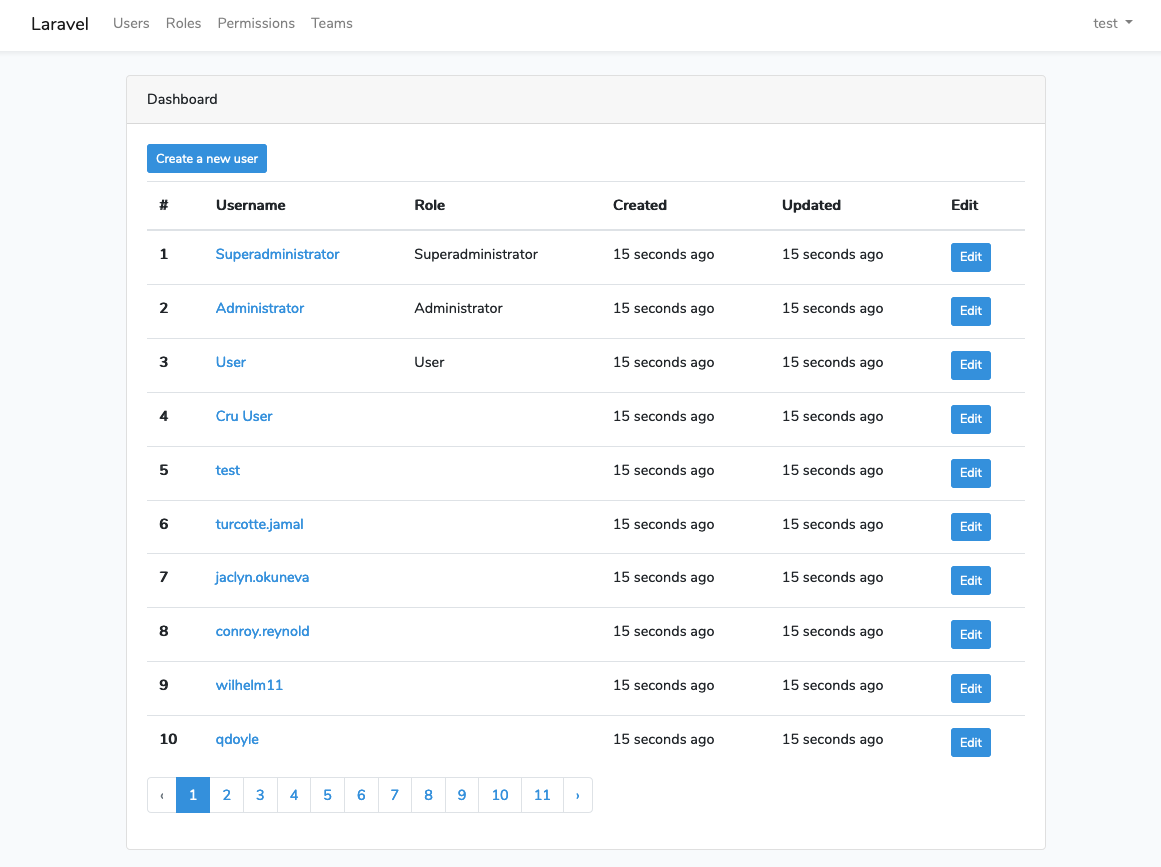 Laravel Users Roles Permissions Teams test
Dashboard
Create a new user
# Username Role Created Updated Edit
1 Superadministrator Superadministrator 15 seconds ago 15 seconds ago Edit
2 Administrator Administrator 15 seconds ago 15 seconds ago Edit
3 User User 15 seconds ago 15 seconds ago Edit
4 Cru User 15 seconds ago 15 seconds ago Edit
5 test 15 seconds ago 15 seconds ago Edit
6 turcotte.jamal 15 seconds ago 15 seconds ago Edit
7 jaclyn.okuneva 15 seconds ago 15 seconds ago Edit
8 conroy.reynold 15 seconds ago 15 seconds ago Edit
9 wilhelm11 15 seconds ago 15 seconds ago Edit
10 qdoyle 15 seconds ago 15 seconds ago Edit
‹ 1 2 3 4 5 6 7 8 9 10 11 ›